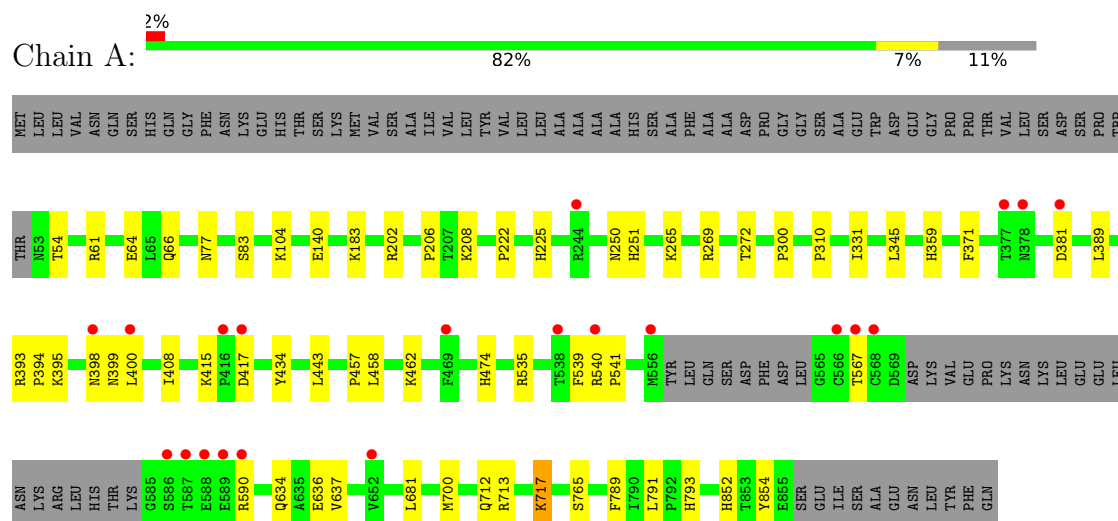 2%
Chain A:
82% 7% 11%
MET LEU LEU VAL ASN GLN SER HIS GLN GLY PHE ASN LYS GLU HIS THR SER LYS MET VAL SER ALA ILE VAL LEU TYR VAL LEU LEU ALA ALA ALA ALA HIS SER ALA PHE ALA ALA ASP PRO GLY GLY SER ALA GLU TRP ASP GLU GLY PRO PRO THR VAL LEU SER ASP SER PRO TRP
THR N53 T54 R61 E64 L65 Q66 N77 S83 K104 E140 K183 R202 P206 T207 K208 P222 H225 R244 N250 H251 K265 R269 T272 P300 P310 I331 L345 H359 F371 T377 N378 D381 L389
R393 P394 K395 N398 N399 L400 I408 K415 P416 D417 Y434 L443 P457 L458 K462 F469 H474 R535 T538 F539 R540 P541 M556 TYR LEU GLN SER ASP PHE ASP LEU G565 C566 T567 C568 D569 ASP LYS VAL GLU PRO LYS ASN LYS LEU GLU GLU LEU
ASN LYS ARG LEU HIS THR LYS G585 S586 T587 E588 E589 R590 Q634 A635 E636 V637 V652 L681 M700 Q712 R713 K717 S765 F789 I790 L791 P792 H793 H852 T853 Y854 E855 SER GLU ILE SER ALA GLU ASN LEU TYR PHE GLN